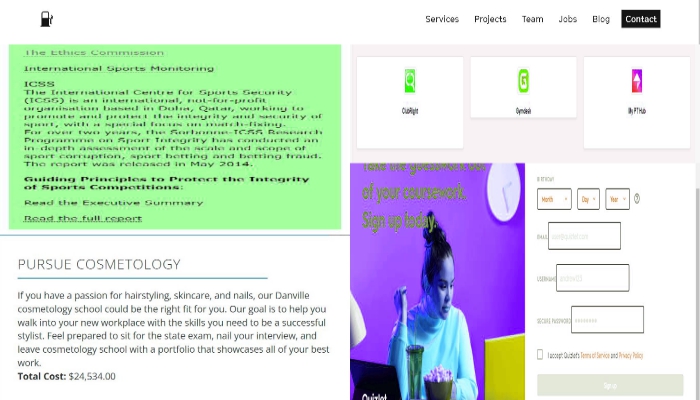 Services Projects Team Jobs Blog Contact
The Ethics Commission
International Sports Monitoring
ICSS
The International Centre for Sports Security
(ICSS) is an international, not-for-profit
organisation based in Doha, Qatar, working to
promote and protect the integrity and security of
sport, with a special focus on match-fixing.
For over two years, the Sorbonne-ICSS Research
Programme on Sport Integrity has conducted an
in-depth assessment of the scale and scope of
sport corruption, sport betting and betting fraud.
The report was released in May 2014.
Guiding Principles to Protect the Integrity
of Sports Competitions:
Read the Executive Summary
Read the full report
ClubRight
Gymdesk
My PT Hub
PURSUE COSMETOLOGY
If you have a passion for hairstyling, skincare, and nails, our Danville
cosmetology school could be the right fit for you. Our goal is to help you
walk into your new workplace with the skills you need to be a successful
stylist. Feel prepared to sit for the state exam, nail your interview, and
leave cosmetology school with a portfolio that showcases all of your best
work.
Total Cost: $24,534.00
Take the guesswork out
of your coursework.
Sign up today.
Quizlet
BIRTHDAY
Month Day Year ?
EMAIL
USERNAME andrew123
SECURE PASSWORD ••••••••
I accept Quizlet's Terms of Service and Privacy Policy
Sign up